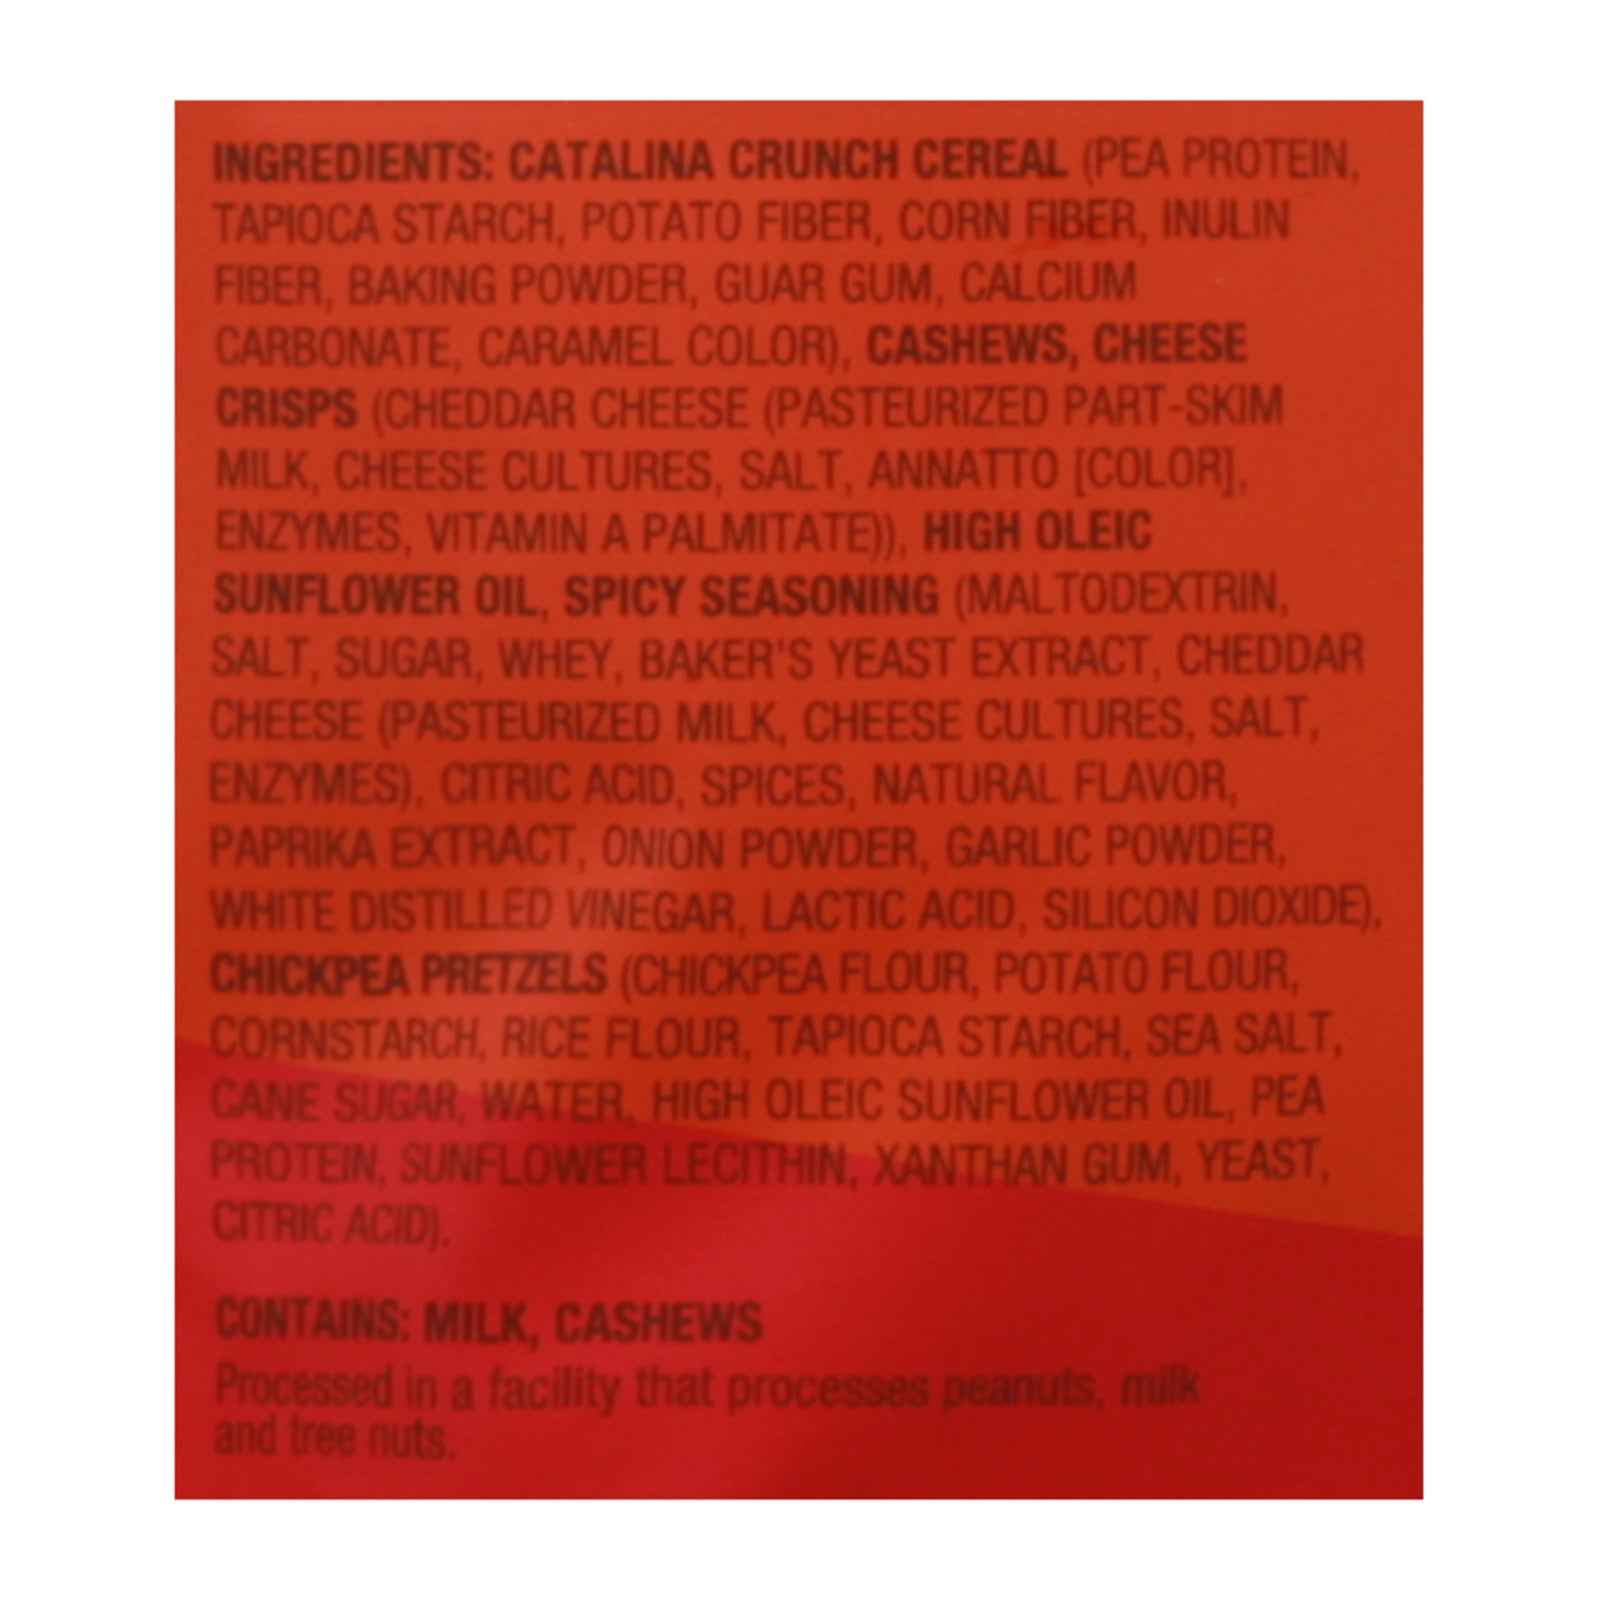 INGREDIENTS: CATALINA CRUNCH CEREAL (PEA PROTEIN,
TAPIOCA STARCH, POTATO FIBER, CORN FIBER, INULIN
FIBER, BAKING POWDER, GUAR GUM, CALCIUM
CARBONATE, CARAMEL COLOR), CASHEWS, CHEESE
CRISPS (CHEDDAR CHEESE (PASTEURIZED PART-SKIM
MILK, CHEESE CULTURES, SALT, ANNATTO [COLOR],
ENZYMES, VITAMIN A PALMITATE)), HIGH OLEIC
SUNFLOWER OIL, SPICY SEASONING (MALTODEXTRIN,
SALT, SUGAR, WHEY, BAKER'S YEAST EXTRACT, CHEDDAR
CHEESE (PASTEURIZED MILK, CHEESE CULTURES, SALT,
ENZYMES), CITRIC ACID, SPICES, NATURAL FLAVOR,
PAPRIKA EXTRACT, ONION POWDER, GARLIC POWDER,
WHITE DISTILLED VINEGAR, LACTIC ACID, SILICON DIOXIDE),
CHICKPEA PRETZELS (CHICKPEA FLOUR, POTATO FLOUR,
CORNSTARCH, RICE FLOUR, TAPIOCA STARCH, SEA SALT,
CANE SUGAR, WATER, HIGH OLEIC SUNFLOWER OIL, PEA
PROTEIN, SUNFLOWER LECITHIN, XANTHAN GUM, YEAST,
CITRIC ACID).
CONTAINS: MILK, CASHEWS
Processed in a facility that processes peanuts, milk
and tree nuts.